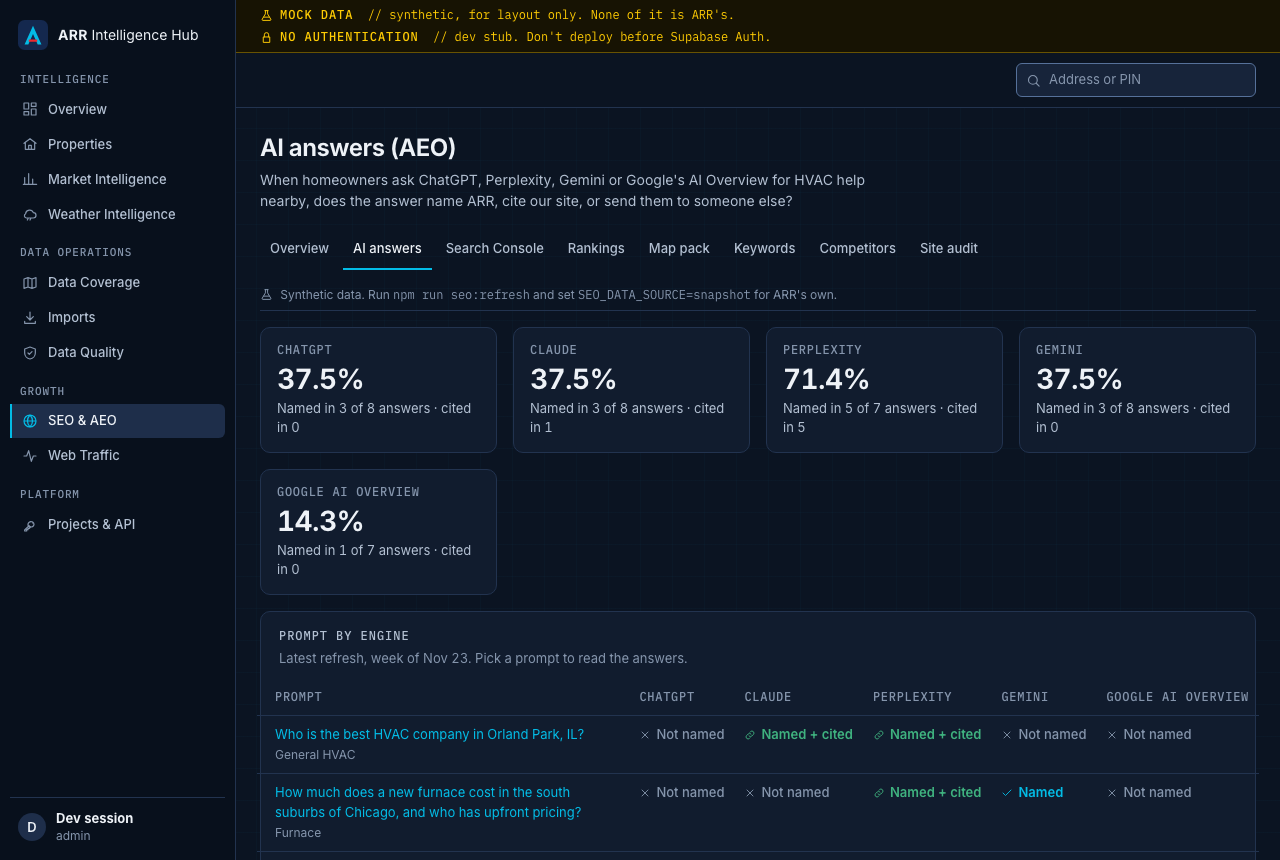 MOCK DATA // synthetic, for layout only. None of it is ARR's.
NO AUTHENTICATION // dev stub. Don't deploy before Supabase Auth.
ARR Intelligence Hub
INTELLIGENCE
Overview
Properties
Market Intelligence
Weather Intelligence
DATA OPERATIONS
Data Coverage
Imports
Data Quality
GROWTH
SEO & AEO
Web Traffic
PLATFORM
Projects & API
D
Dev session
admin
Address or PIN
AI answers (AEO)
When homeowners ask ChatGPT, Perplexity, Gemini or Google's AI Overview for HVAC help
nearby, does the answer name ARR, cite our site, or send them to someone else?
Overview AI answers Search Console Rankings Map pack Keywords Competitors Site audit
Synthetic data. Run npm run seo:refresh and set SEO_DATA_SOURCE=snapshot for ARR's own.
CHATGPT
37.5%
Named in 3 of 8 answers · cited
in 0
CLAUDE
37.5%
Named in 3 of 8 answers · cited
in 1
PERPLEXITY
71.4%
Named in 5 of 7 answers · cited
in 5
GEMINI
37.5%
Named in 3 of 8 answers · cited
in 0
GOOGLE AI OVERVIEW
14.3%
Named in 1 of 7 answers · cited
in 0
PROMPT BY ENGINE
Latest refresh, week of Nov 23. Pick a prompt to read the answers.
PROMPT CHATGPT CLAUDE PERPLEXITY GEMINI GOOGLE AI OVERVIEW
Who is the best HVAC company in Orland Park, IL? Not named Named + cited Named + cited Not named Not named
General HVAC
How much does a new furnace cost in the south Not named Not named Named + cited Named Not named
suburbs of Chicago, and who has upfront pricing?
Furnace